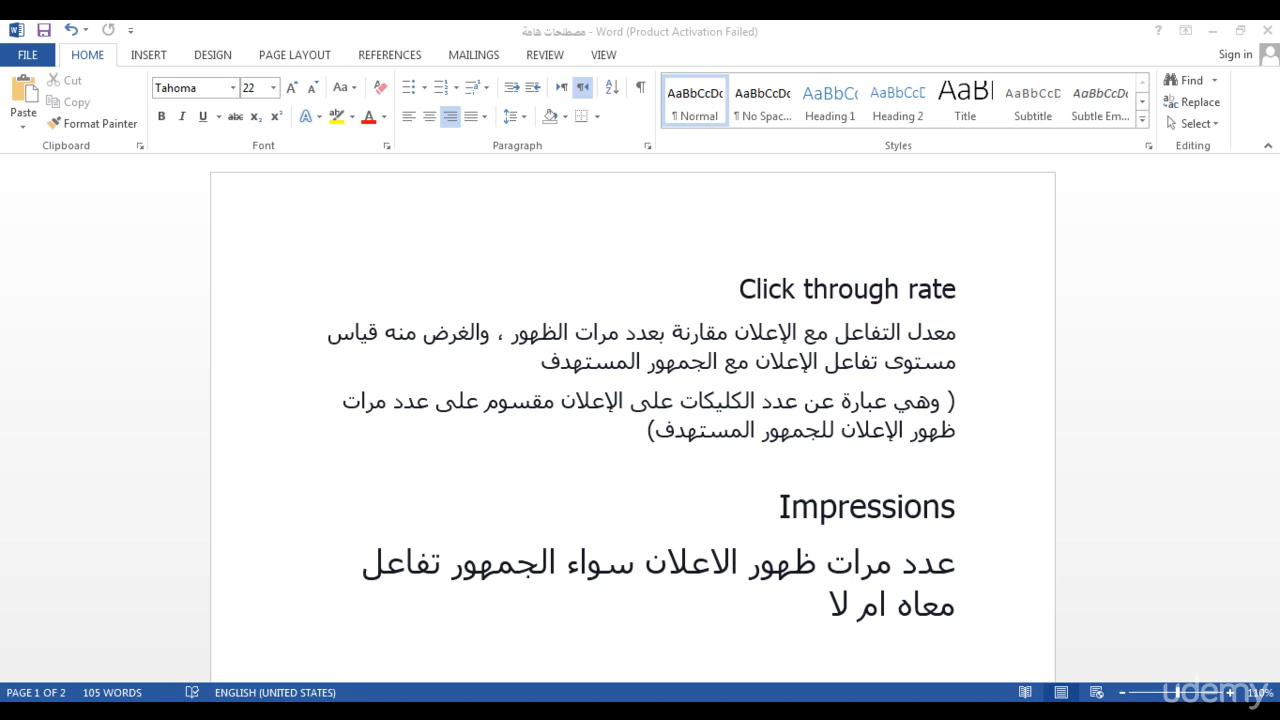 مصطلحات هامة - Word (Product Activation Failed)
FILE HOME INSERT DESIGN PAGE LAYOUT REFERENCES MAILINGS REVIEW VIEW Sign in
Paste
Cut
Copy
Format Painter
Clipboard
Tahoma 22
Font
Paragraph
AaBbCcDc AaBbCcDc AaBbCc AaBbCcD AaBl AaBbCcD AaBbCcDc
¶ Normal ¶ No Spac... Heading 1 Heading 2 Title Subtitle Subtle Em...
Styles
Find
Replace
Select
Editing
Click through rate
معدل التفاعل مع الإعلان مقارنة بعدد مرات الظهور ، والغرض منه قياس
مستوى تفاعل الإعلان مع الجمهور المستهدف
( وهي عبارة عن عدد الكليكات على الإعلان مقسوم على عدد مرات
ظهور الإعلان للجمهور المستهدف)
Impressions
عدد مرات ظهور الاعلان سواء الجمهور تفاعل
معاه ام لا
PAGE 1 OF 2 105 WORDS ENGLISH (UNITED STATES) 110%
udemy